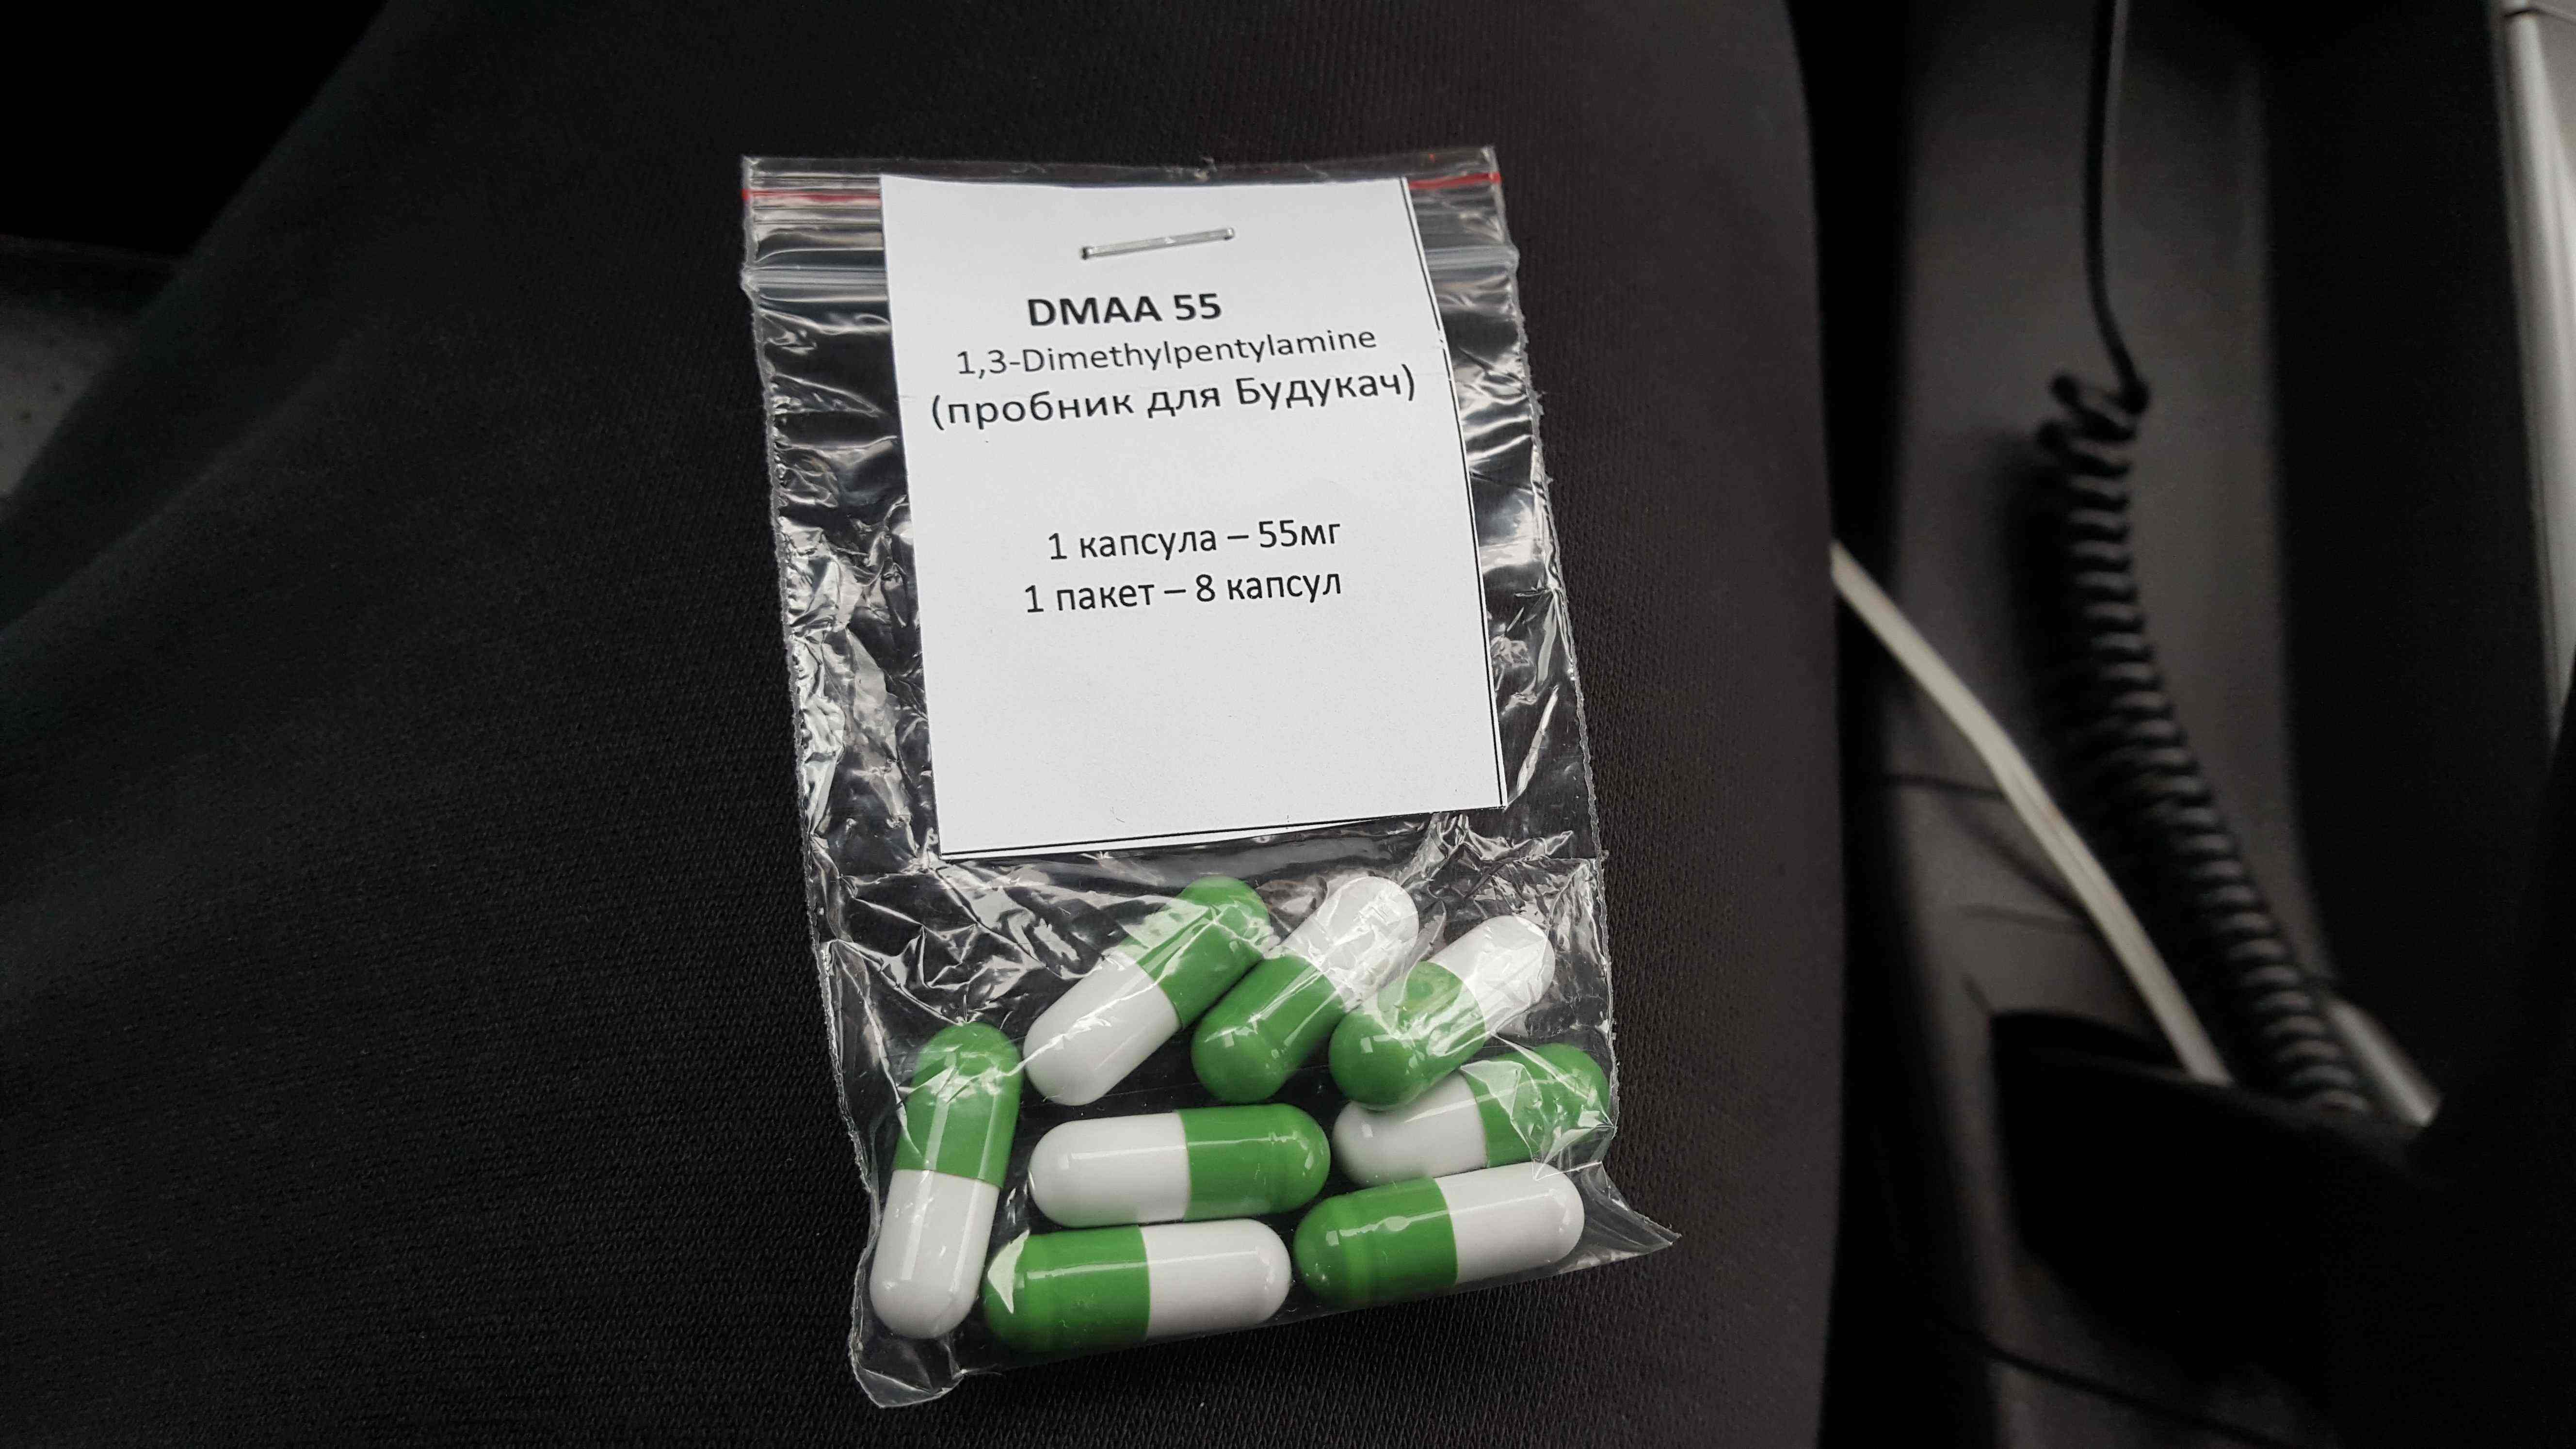 DMAA 55
1,3-Dimethylpentylamine
(пробник для Будукач)
1 капсула – 55мг
1 пакет – 8 капсул